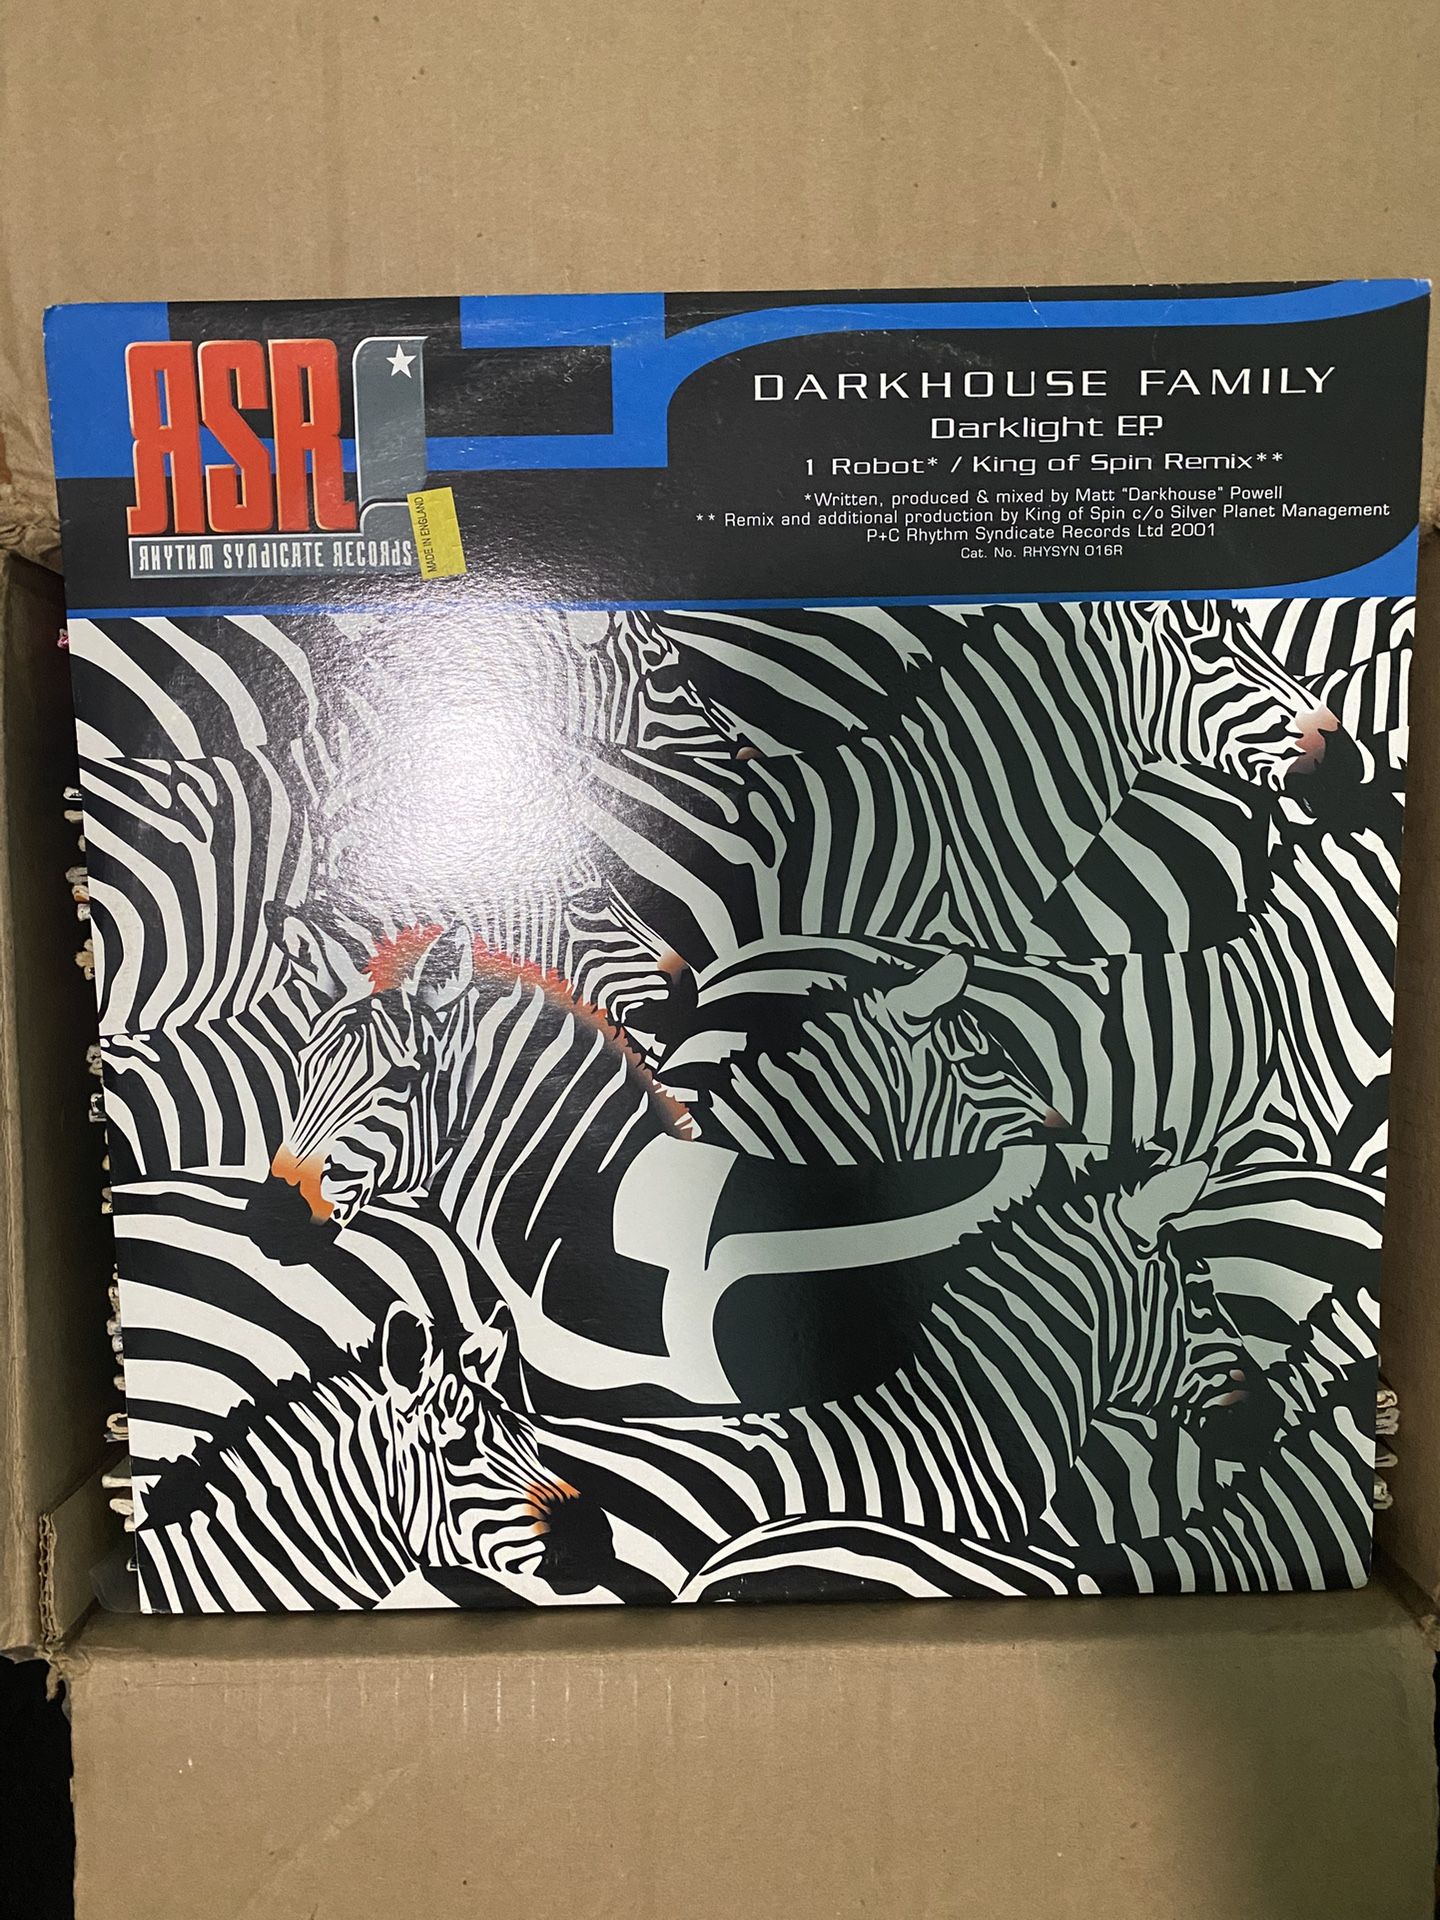 RSR
RHYTHM SYNDICATE RECORDS
MADE IN ENGLAND
DARKHOUSE FAMILY
Darklight E.P.
1 Robot* / King of Spin Remix**
*Written, produced & mixed by Matt "Darkhouse" Powell
** Remix and additional production by King of Spin c/o Silver Planet Management
P+C Rhythm Syndicate Records Ltd 2001
Cat. No. RHYSYN 016R